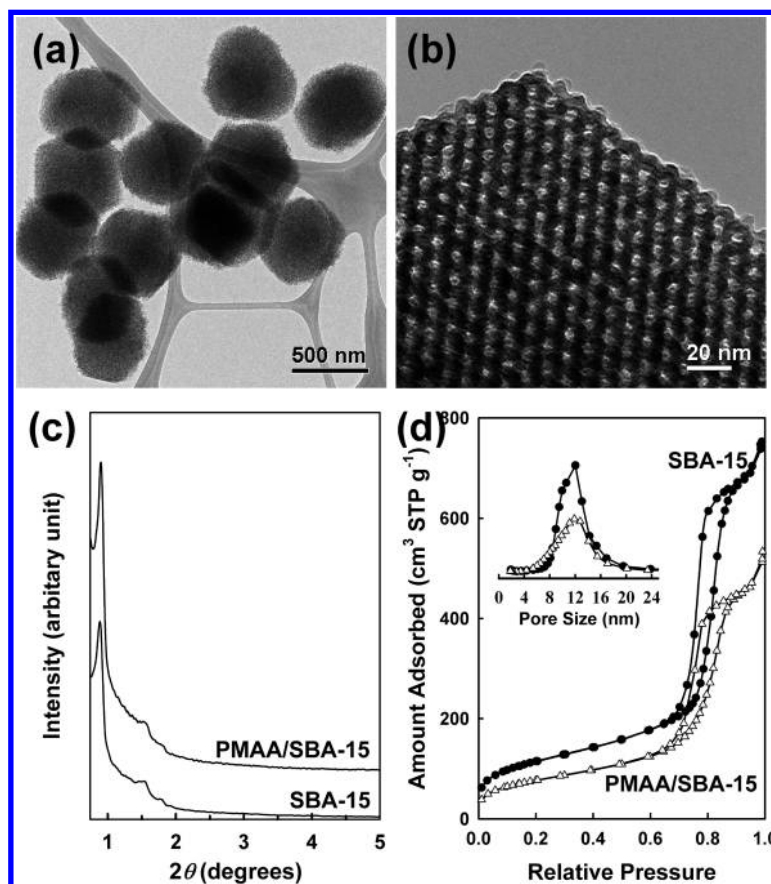 (a)
500 nm
(b)
20 nm
(c)
Intensity (arbitary unit)
PMAA/SBA-15
SBA-15
1 2 3 4 5
2θ (degrees)
(d)
Amount Adsorbed (cm³ STP g⁻¹)
800
600
400
200
0
SBA-15
0 4 8 12 16 20 24
Pore Size (nm)
PMAA/SBA-15
0.0 0.2 0.4 0.6 0.8 1.0
Relative Pressure